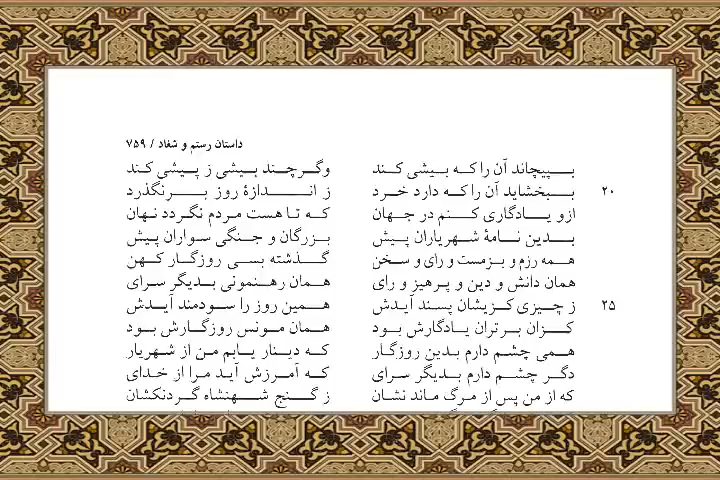 داستان رستم و شغاد / ۷۵۹
بپیچاند آن را که بیشی کند وگر چند بیشی ز پیشی کند
۲۰ ببخشاید آن را که دارد خرد ز اندازهٔ روز برنگذرد
ازو یادگاری کنم در جهان که تا هست مردم نگردد نهان
بدین نامهٔ شهریاران پیش بزرگان و جنگی سواران پیش
همه رزم و بزمست و رای و سخن گذشته بسی روزگار کهن
همان دانش و دین و پرهیز و رای همان رهنمونی بدیگر سرای
۲۵ ز چیزی کزیشان پسند آیدش همین روز را سودمند آیدش
کزان برتران یادگارش بود همان مونس روزگارش بود
همی چشم دارم بدین روزگار که دینار یابم من از شهریار
دگر چشم دارم بدیگر سرای که آمرزش آید مرا از خدای
که از من پس از مرگ ماند نشان ز گنج شهنشاه گردنکشان